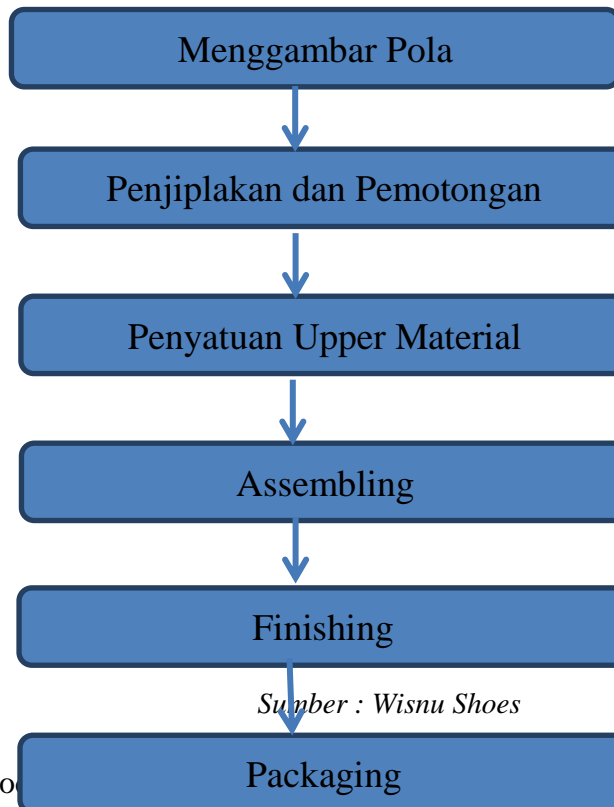 Menggambar Pola
Penjiplakan dan Pemotongan
Penyatuan Upper Material
Assembling
Finishing
Sumber : Wisnu Shoes
Packaging